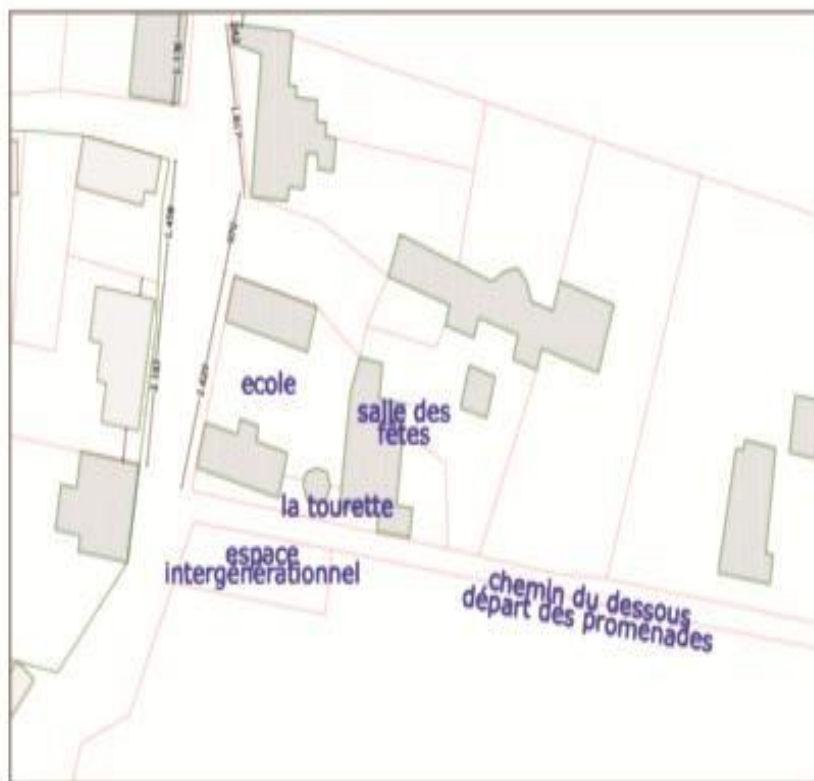 ecole
salle des
fêtes
la tourette
espace
intergénérationnel
chemin du dessous
départ des promenades